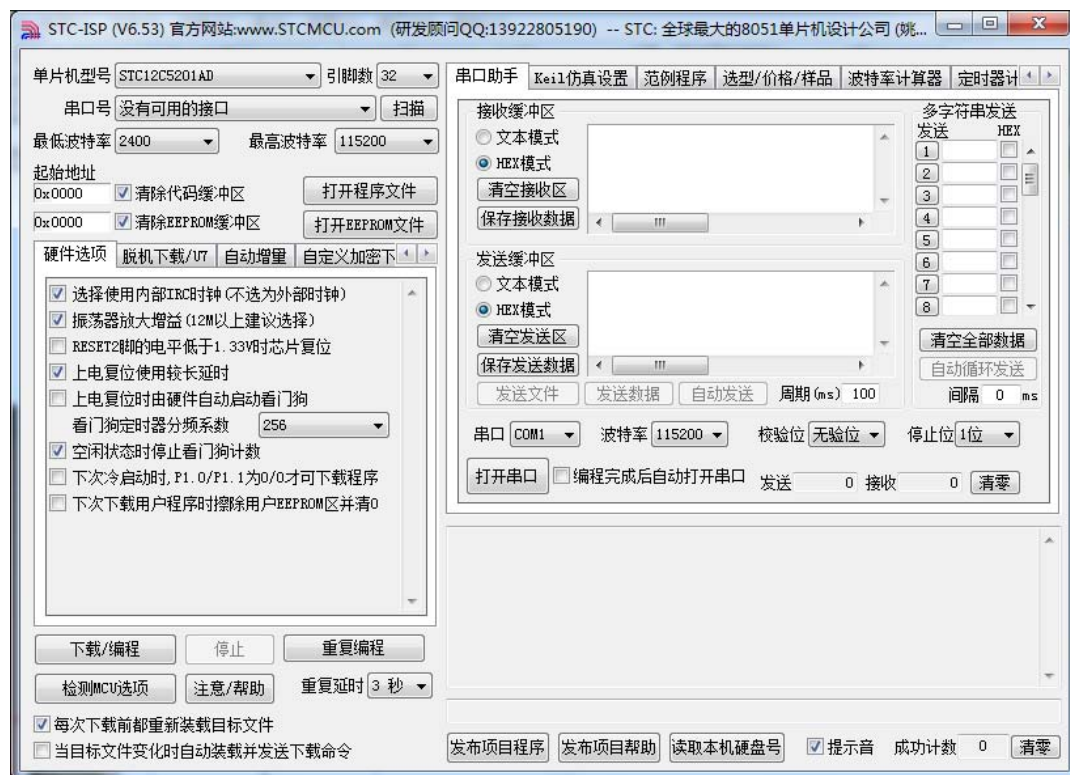 STC-ISP (V6.53) 官方网站:www.STCMCU.com (研发顾问QQ:13922805190) -- STC: 全球最大的8051单片机设计公司 (姚...
单片机型号 STC12C5201AD 引脚数 32
串口号 没有可用的接口 扫描
最低波特率 2400 最高波特率 115200
起始地址
0x0000 清除代码缓冲区 打开程序文件
0x0000 清除EEPROM缓冲区 打开EEPROM文件
硬件选项 脱机下载/U7 自动增量 自定义加密下
选择使用内部IRC时钟(不选为外部时钟)
振荡器放大增益(12M以上建议选择)
RESET2脚的电平低于1.33V时芯片复位
上电复位使用较长延时
上电复位时由硬件自动启动看门狗
看门狗定时器分频系数 256
空闲状态时停止看门狗计数
下次冷启动时,P1.0/P1.1为0/0才可下载程序
下次下载用户程序时擦除用户EEPROM区并清0
下载/编程 停止 重复编程
检测MCU选项 注意/帮助 重复延时 3 秒
每次下载前都重新装载目标文件
当目标文件变化时自动装载并发送下载命令
串口助手 Keil仿真设置 范例程序 选型/价格/样品 波特率计算器 定时器计
接收缓冲区
文本模式
HEX模式
清空接收区
保存接收数据
发送缓冲区
文本模式
HEX模式
清空发送区
保存发送数据
发送文件 发送数据 自动发送 周期(ms) 100
多字符串发送
发送 HEX
1
2
3
4
5
6
7
8
清空全部数据
自动循环发送
间隔 0 ms
串口 COM1 波特率 115200 校验位 无验位 停止位 1位
打开串口 编程完成后自动打开串口 发送 0 接收 0 清零
发布项目程序 发布项目帮助 读取本机硬盘号 提示音 成功计数 0 清零